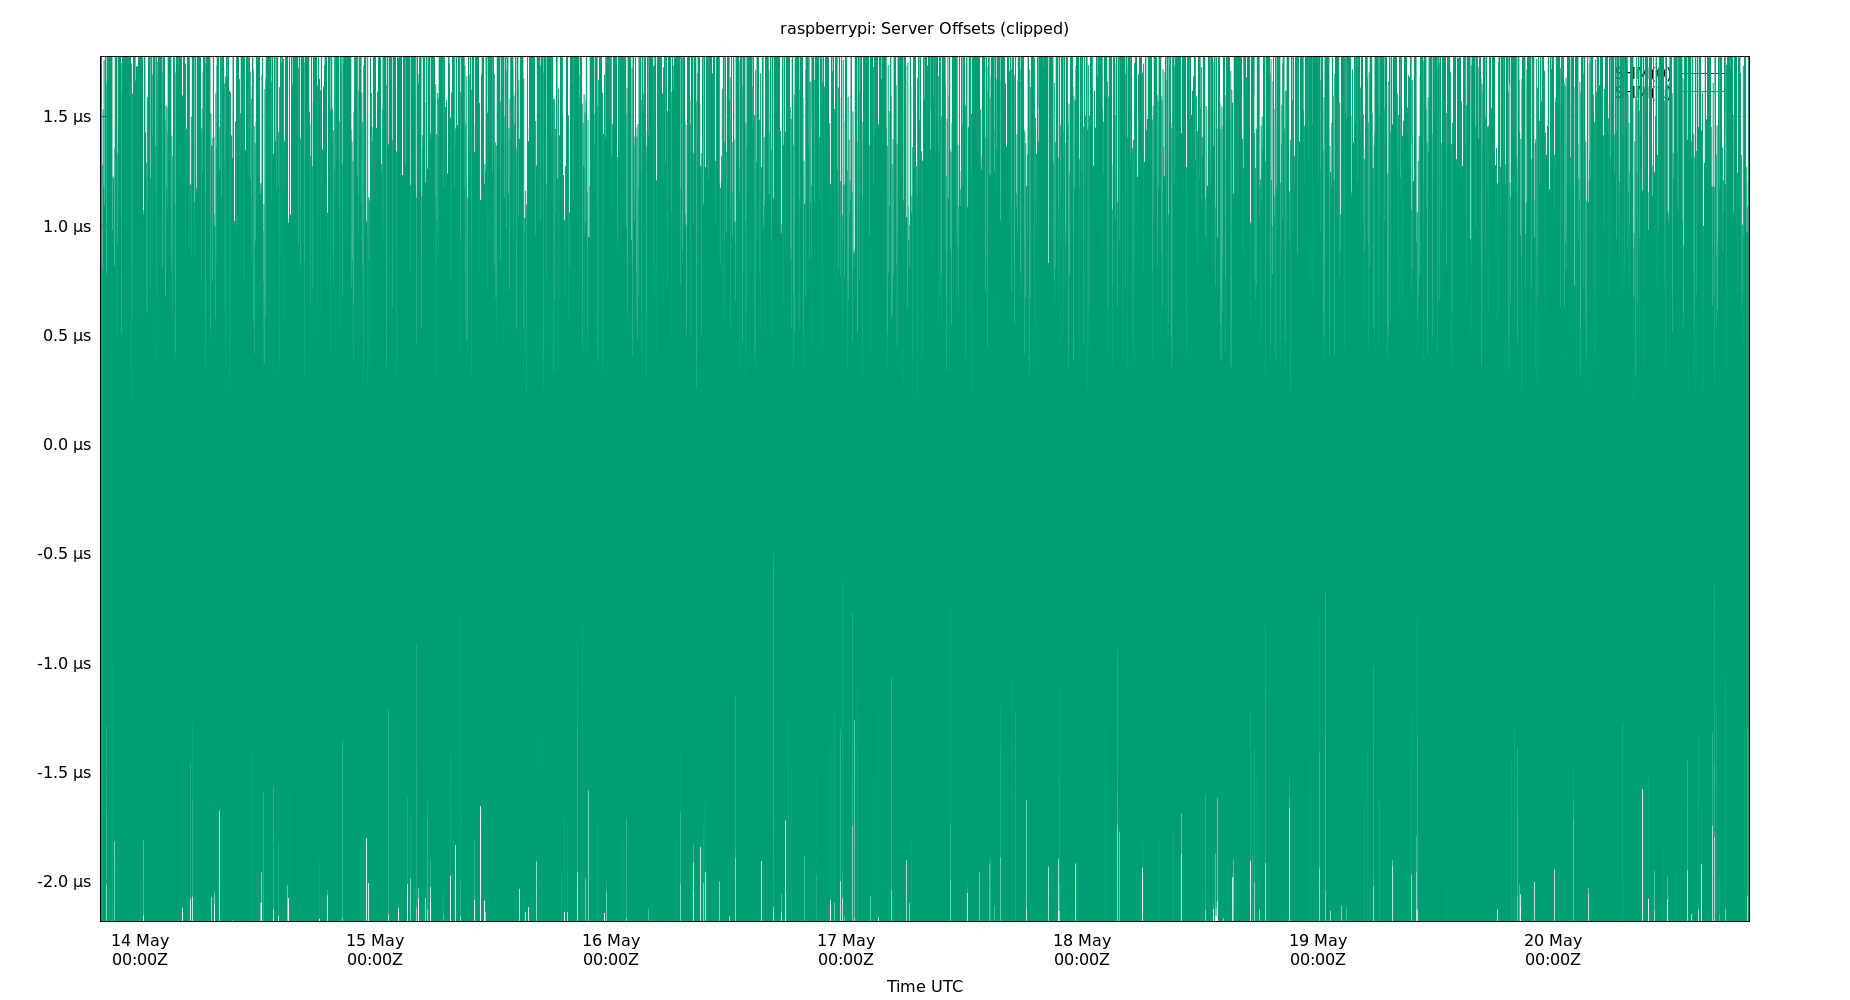 raspberrypi: Server Offsets (clipped)
1.5 µs
1.0 µs
0.5 µs
0.0 µs
-0.5 µs
-1.0 µs
-1.5 µs
-2.0 µs
14 May 15 May 16 May 17 May 18 May 19 May 20 May
00:00Z 00:00Z 00:00Z 00:00Z 00:00Z 00:00Z 00:00Z
Time UTC